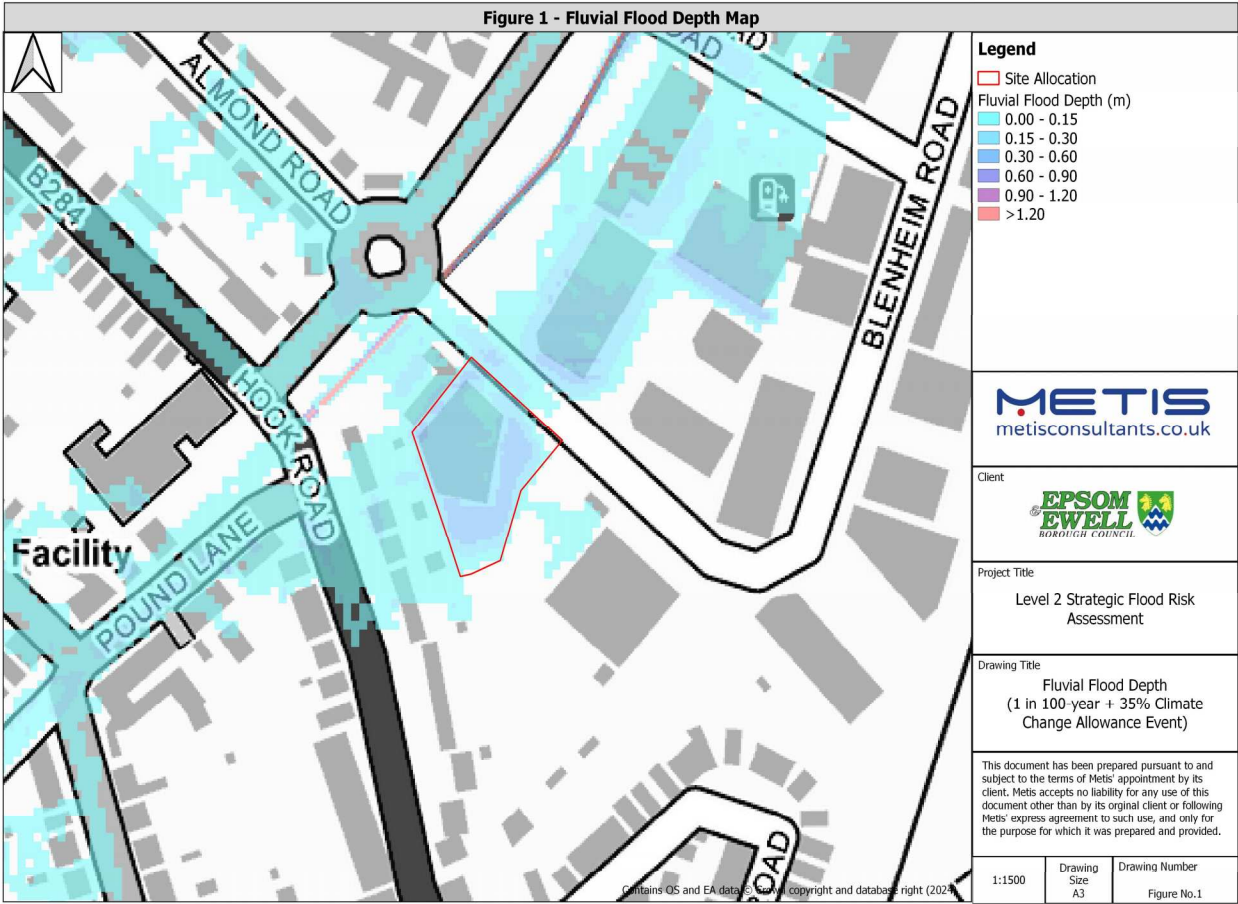 Figure 1 - Fluvial Flood Depth Map
ALMOND ROAD
B284
HOOK ROAD
POUND LANE
Facility
BLENHEIM ROAD
OAD
OAD
Contains OS and EA data © Crown copyright and database right (2024
Legend
Site Allocation
Fluvial Flood Depth (m)
0.00 - 0.15
0.15 - 0.30
0.30 - 0.60
0.60 - 0.90
0.90 - 1.20
>1.20
METIS
metisconsultants.co.uk
Client
EPSOM
& EWELL
BOROUGH COUNCIL
Project Title
Level 2 Strategic Flood Risk
Assessment
Drawing Title
Fluvial Flood Depth
(1 in 100-year + 35% Climate
Change Allowance Event)
This document has been prepared pursuant to and
subject to the terms of Metis' appointment by its
client. Metis accepts no liability for any use of this
document other than by its orginal client or following
Metis' express agreement to such use, and only for
the purpose for which it was prepared and provided.
1:1500
Drawing
Size
A3
Drawing Number
Figure No.1